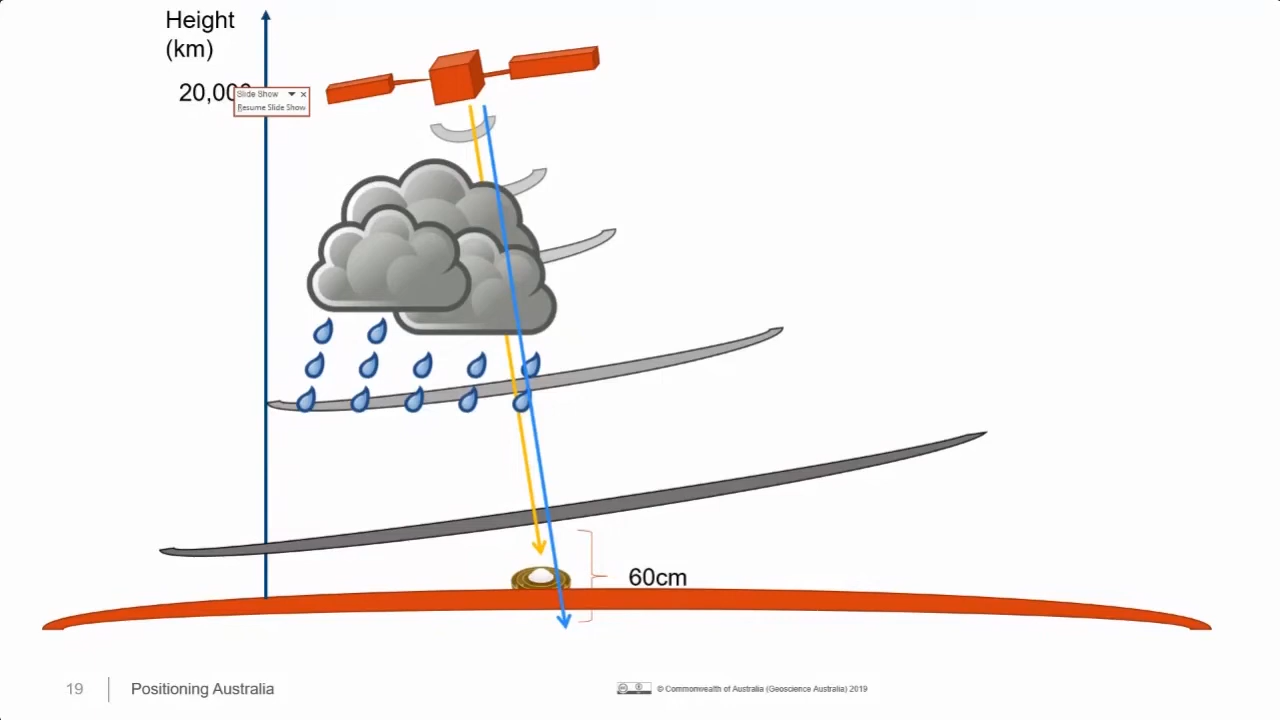 Height
(km)
20,000
Slide Show
Resume Slide Show
60cm
19
Positioning Australia
© Commonwealth of Australia (Geoscience Australia) 2019